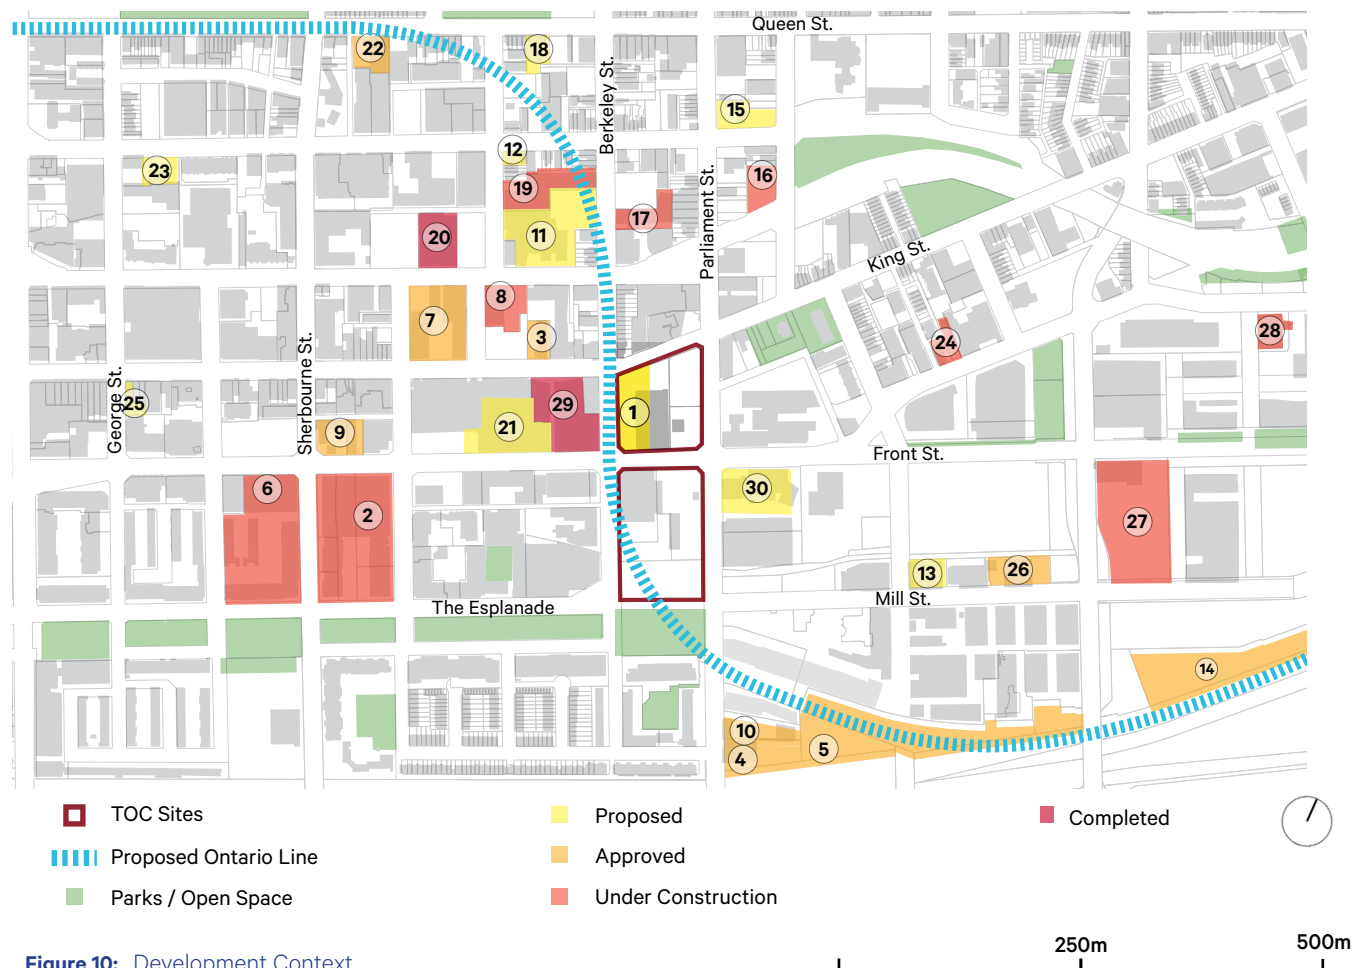 Queen St.
22
18
Berkeley St.
15
12
23
16
19
Parliament St.
17
20
11
King St.
8
7
3
28
24
Sherbourne St.
George St.
25
29
1
21
9
Front St.
6
30
2
27
13
26
Mill St.
The Esplanade
14
10
5
4
TOC Sites
Proposed
Completed
Proposed Ontario Line
Approved
Parks / Open Space
Under Construction
250m
500m
Figure 10: Development Context